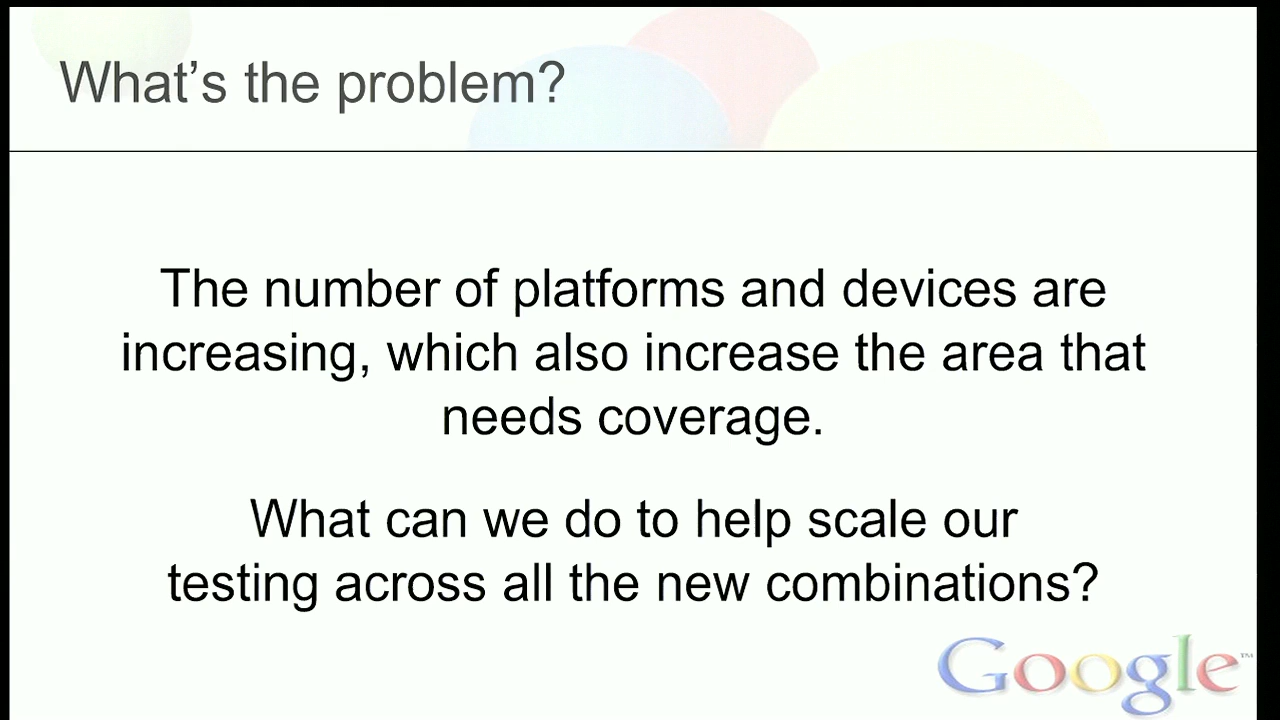 What’s the problem?
The number of platforms and devices are
increasing, which also increase the area that
needs coverage.
What can we do to help scale our
testing across all the new combinations?
Google™